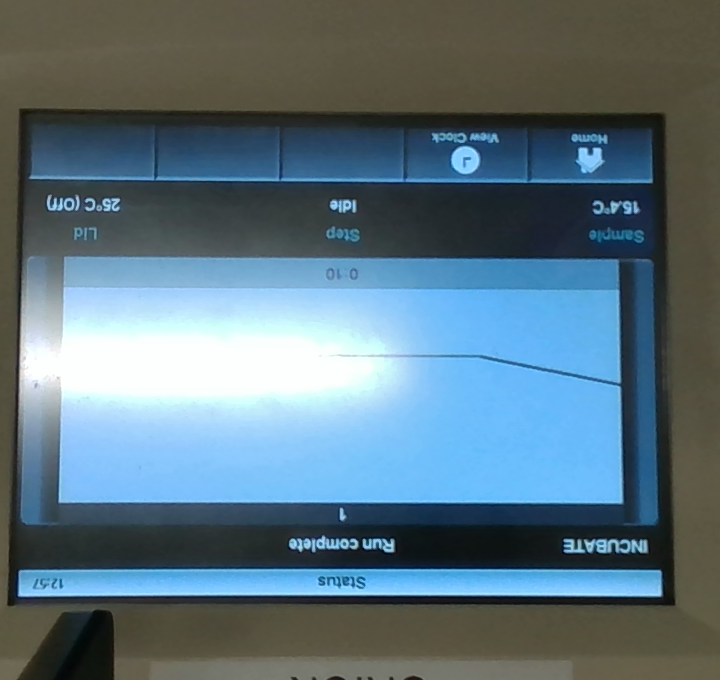 Status 12:57
INCUBATE Run complete
1
0:10
Sample Step Lid
15.4°C Idle 25°C (Off)
Home View Clock